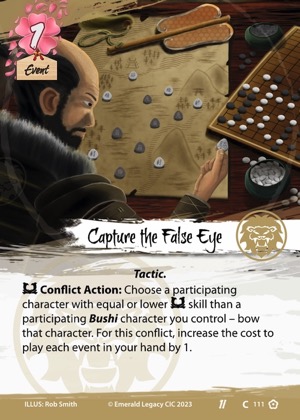 1
Event
Capture the False Eye
Tactic.
Conflict Action: Choose a participating
character with equal or lower skill than a
participating Bushi character you control – bow
that character. For this conflict, increase the cost to
play each event in your hand by 1.
ILLUS: Rob Smith © Emerald Legacy CIC 2023 C 111